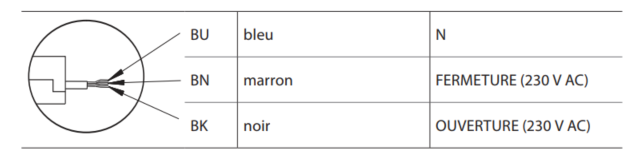 BU bleu N
BN marron FERMETURE (230 V AC)
BK noir OUVERTURE (230 V AC)